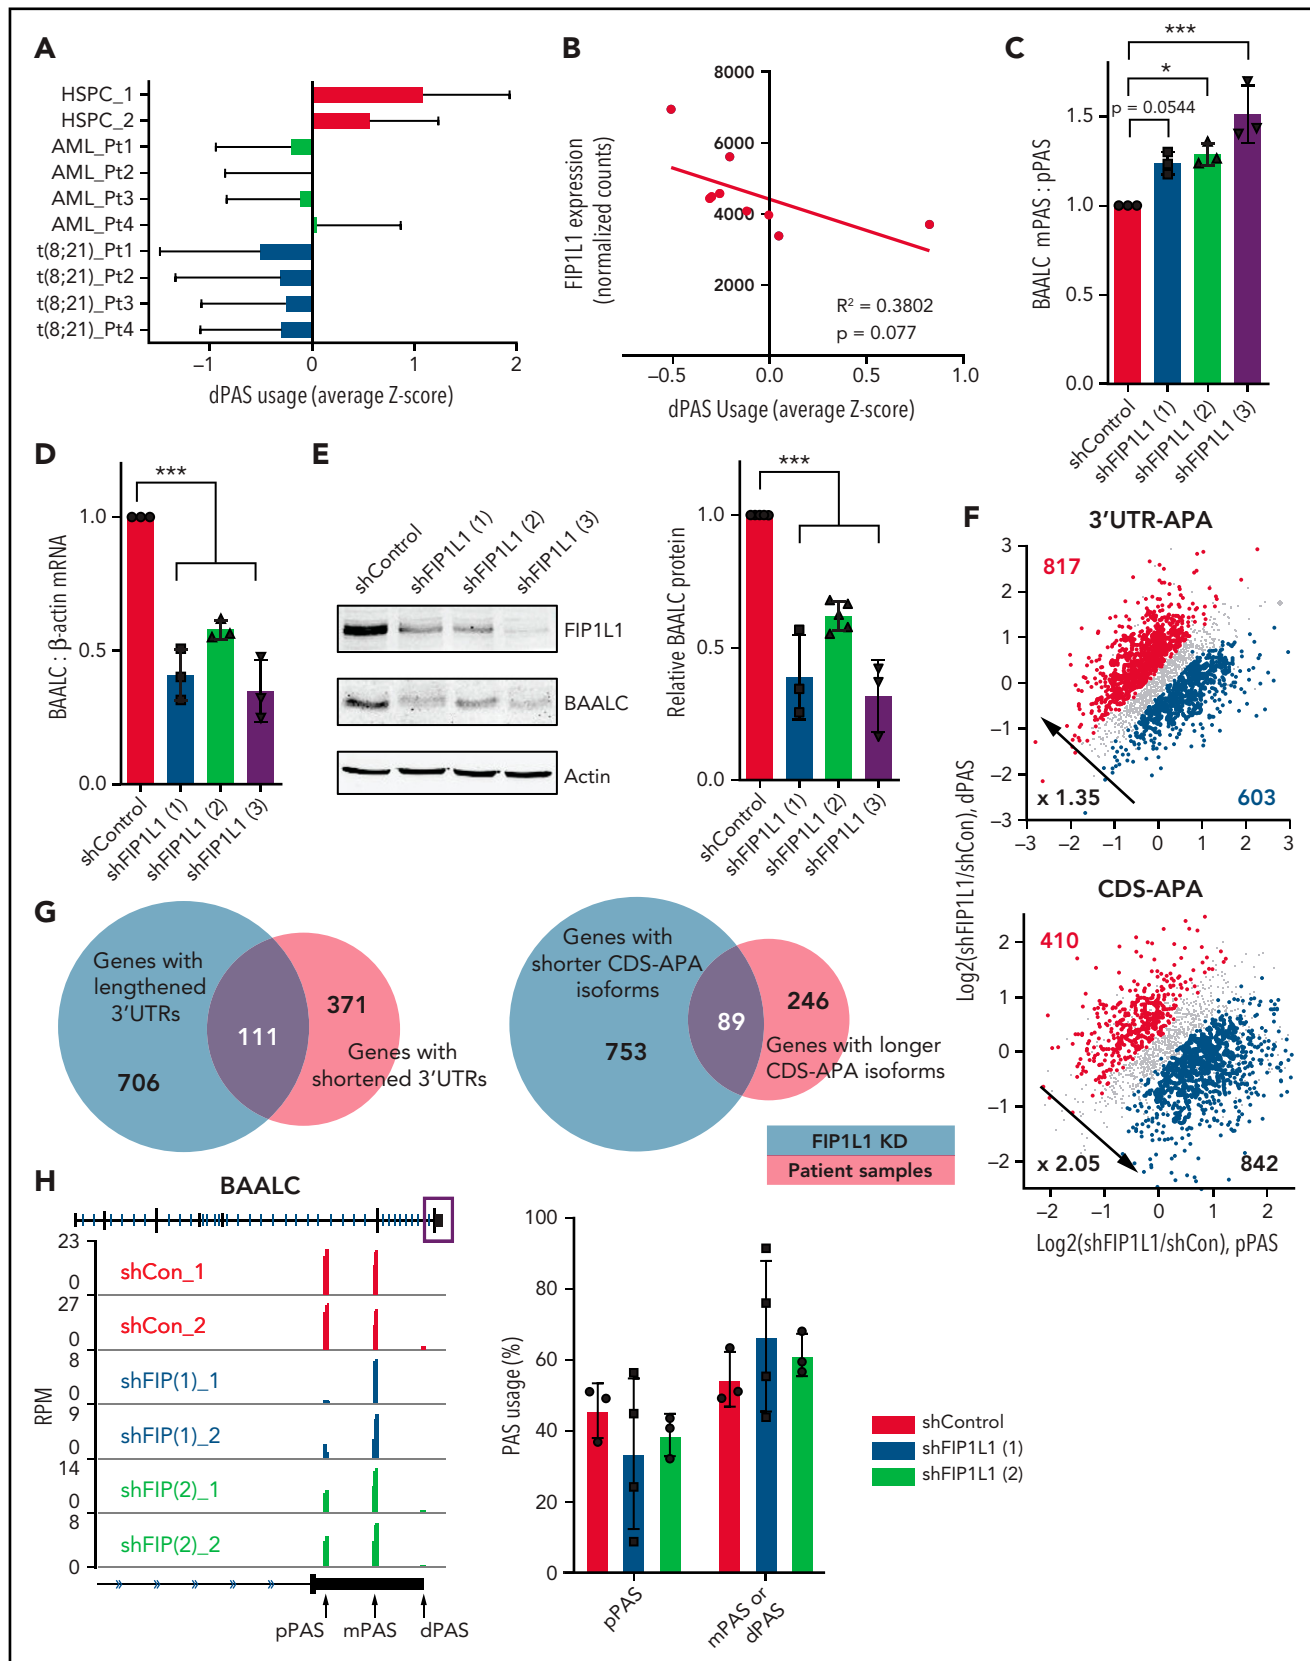 A
HSPC_1
HSPC_2
AML_Pt1
AML_Pt2
AML_Pt3
AML_Pt4
t(8;21)_Pt1
t(8;21)_Pt2
t(8;21)_Pt3
t(8;21)_Pt4
–1
0
1
2
dPAS usage (average Z-score)
B
8000
6000
4000
2000
FIP1L1 expression
(normalized counts)
R² = 0.3802
p = 0.077
–0.5
0.0
0.5
1.0
dPAS Usage (average Z-score)
C
***
*
p = 0.0544
1.5
1.0
0.5
0.0
BAALC mPAS : pPAS
shControl
shFIP1L1 (1)
shFIP1L1 (2)
shFIP1L1 (3)
D
***
1.0
0.5
0.0
BAALC : β-actin mRNA
shControl
shFIP1L1 (1)
shFIP1L1 (2)
shFIP1L1 (3)
E
shControl
shFIP1L1 (1)
shFIP1L1 (2)
shFIP1L1 (3)
FIP1L1
BAALC
Actin
***
1.0
0.5
0.0
Relative BAALC protein
shControl
shFIP1L1 (1)
shFIP1L1 (2)
shFIP1L1 (3)
F
3'UTR-APA
3
2
1
0
–1
–2
–3
817
603
x 1.35
–3
–2
–1
0
1
2
3
Log2(shFIP1L1/shCon), dPAS
CDS-APA
2
1
0
–1
–2
410
842
x 2.05
–2
–1
0
1
2
Log2(shFIP1L1/shCon), pPAS
G
Genes with
lengthened
3'UTRs
706
111
371
Genes with
shortened 3'UTRs
Genes with
shorter CDS-APA
isoforms
753
89
246
Genes with longer
CDS-APA isoforms
FIP1L1 KD
Patient samples
H
BAALC
RPM
23
0
shCon_1
27
0
shCon_2
8
0
shFIP(1)_1
9
0
shFIP(1)_2
14
0
shFIP(2)_1
8
0
shFIP(2)_2
pPAS
mPAS
dPAS
100
80
60
40
20
0
PAS usage (%)
pPAS
mPAS or
dPAS
shControl
shFIP1L1 (1)
shFIP1L1 (2)